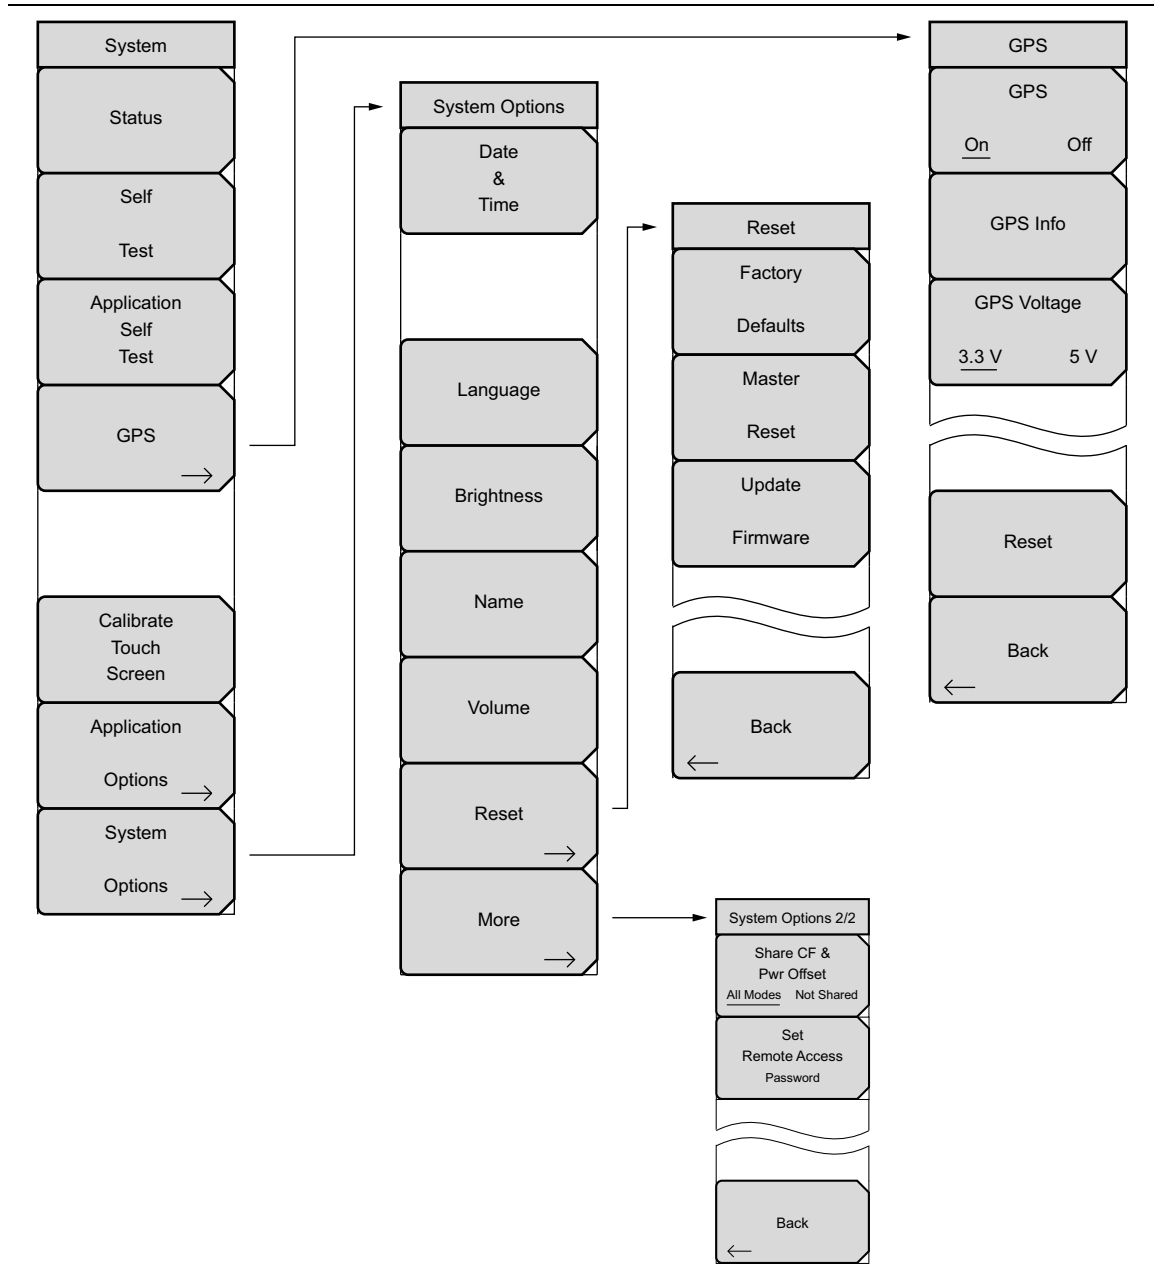 System
Status
Self
Test
Application
Self
Test
GPS
Calibrate
Touch
Screen
Application
Options
System
Options
System Options
Date
&
Time
Language
Brightness
Name
Volume
Reset
More
Reset
Factory
Defaults
Master
Reset
Update
Firmware
Back
System Options 2/2
Share CF &
Pwr Offset
All Modes Not Shared
Set
Remote Access
Password
Back
GPS
GPS
On Off
GPS Info
GPS Voltage
3.3 V 5 V
Reset
Back